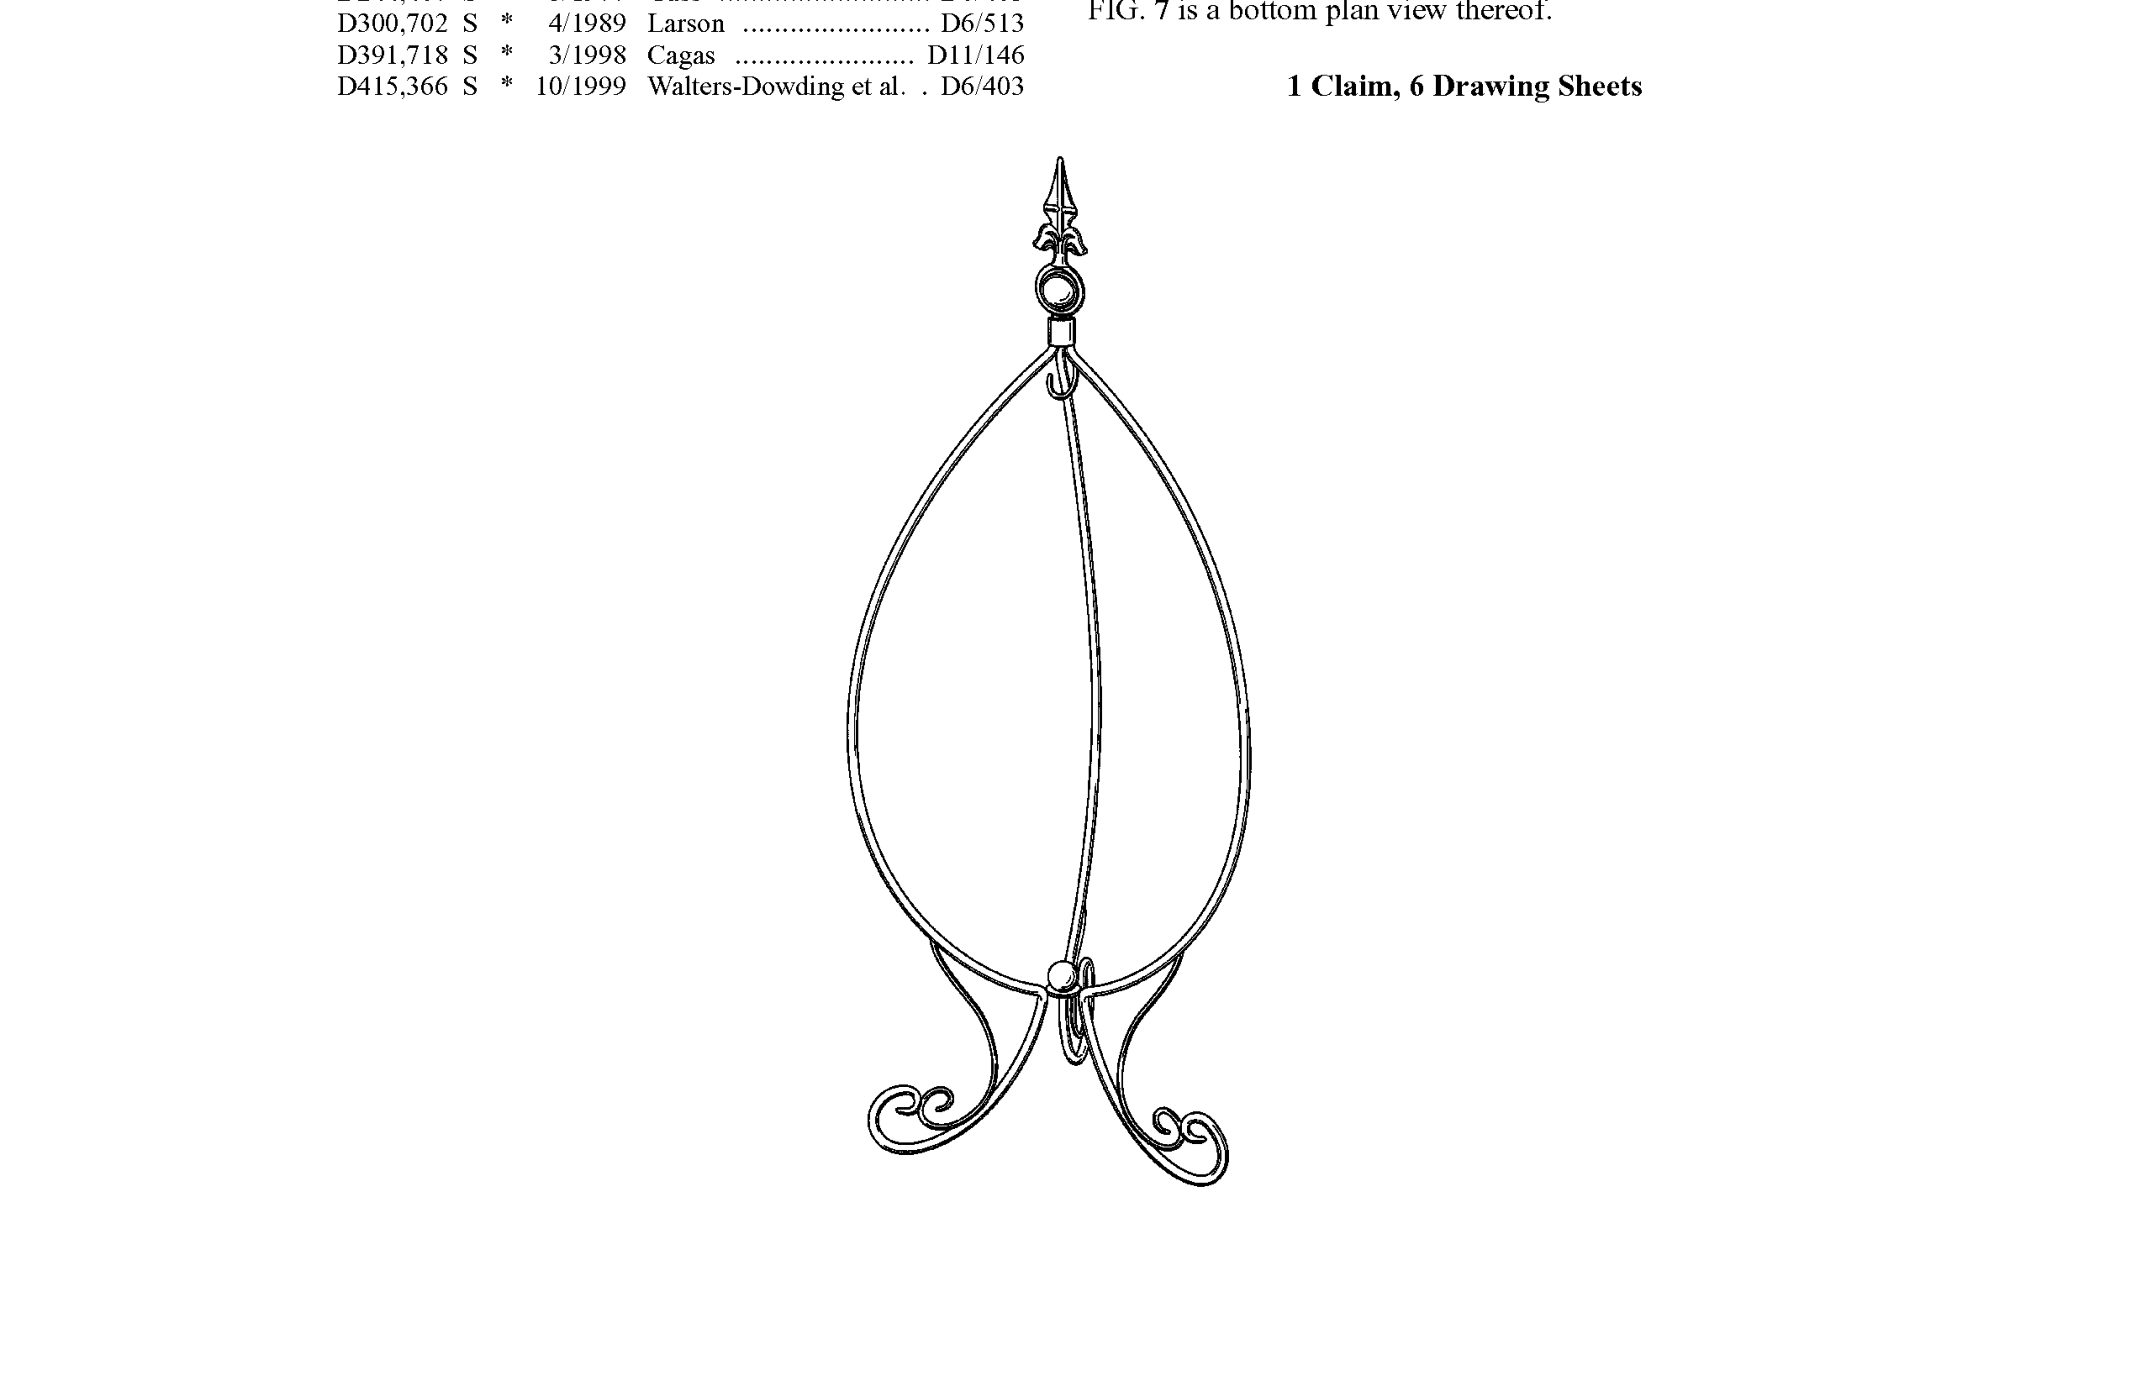 D300,702 S * 4/1989 Larson ........................ D6/513
D391,718 S * 3/1998 Cagas ....................... D11/146
D415,366 S * 10/1999 Walters-Dowding et al. . D6/403
FIG. 7 is a bottom plan view thereof.
1 Claim, 6 Drawing Sheets